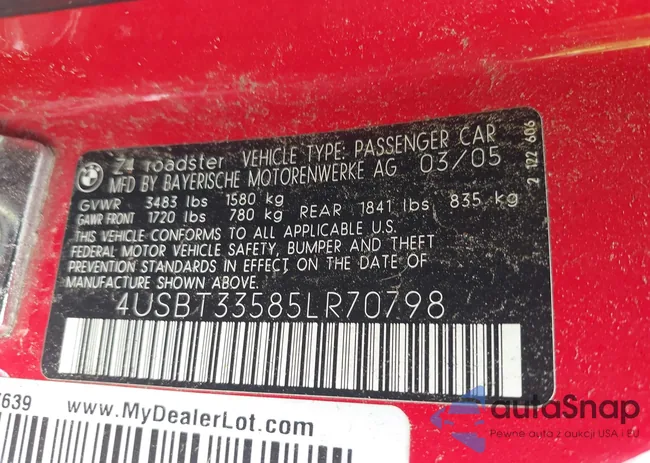 Z4 roadster VEHICLE TYPE: PASSENGER CAR
MFD BY BAYERISCHE MOTORENWERKE AG 03/05
GVWR 3483 lbs 1580 kg
GAWR FRONT 1720 lbs 780 kg REAR 1841 lbs 835 kg
THIS VEHICLE CONFORMS TO ALL APPLICABLE U.S.
FEDERAL MOTOR VEHICLE SAFETY, BUMPER AND THEFT
PREVENTION STANDARDS IN EFFECT ON THE DATE OF
MANUFACTURE SHOWN ABOVE.
4USBT33585LR70798
2 122 606
639
www.MyDealerLot.com
autoSnap
Pewne auta z aukcji USA i EU